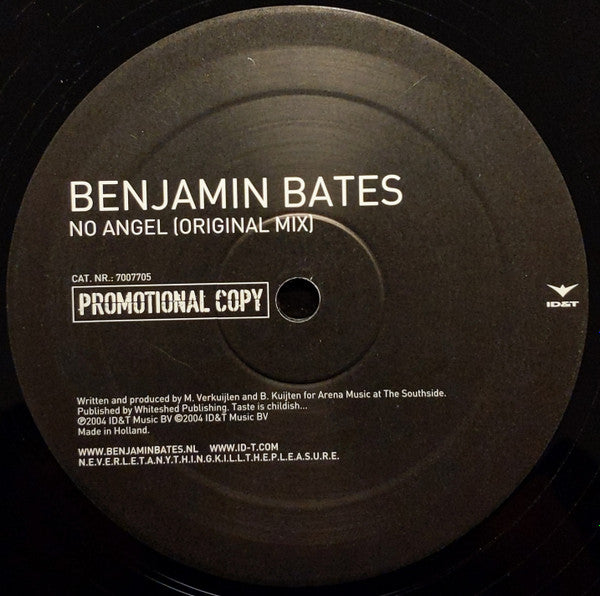 BENJAMIN BATES
NO ANGEL (ORIGINAL MIX)
CAT. NR.: 7007705
PROMOTIONAL COPY
ID&T
Written and produced by M. Verkuijlen and B. Kuijten for Arena Music at The Southside.
Published by Whiteshed Publishing. Taste is childish...
℗2004 ID&T Music BV ©2004 ID&T Music BV
Made in Holland.
WWW.BENJAMINBATES.NL WWW.ID-T.COM
N.E.V.E.R.L.E.T.A.N.Y.T.H.I.N.G.K.I.L.L.T.H.E.P.L.E.A.S.U.R.E.